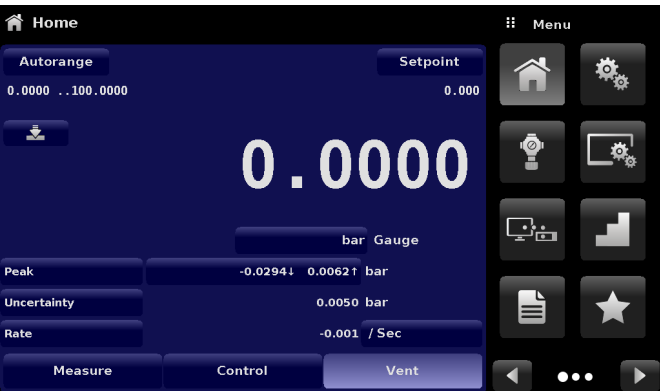 Home
Menu
Autorange
Setpoint
0.0000 ..100.0000
0.000
0.0000
bar Gauge
Peak -0.0294↓ 0.0062↑ bar
Uncertainty 0.0050 bar
Rate -0.001 / Sec
Measure Control Vent